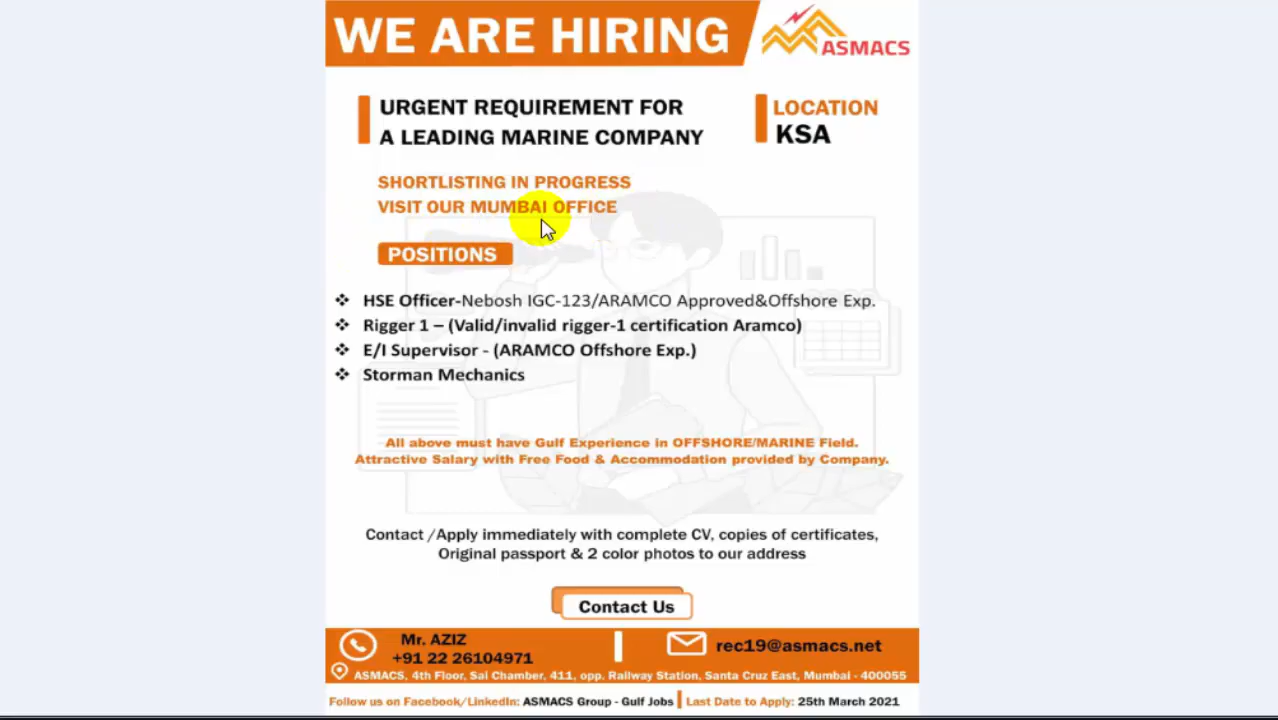 WE ARE HIRING
ASMACS
URGENT REQUIREMENT FOR
A LEADING MARINE COMPANY
LOCATION
KSA
SHORTLISTING IN PROGRESS
VISIT OUR MUMBAI OFFICE
POSITIONS
❖ HSE Officer-Nebosh IGC-123/ARAMCO Approved&Offshore Exp.
❖ Rigger 1 – (Valid/invalid rigger-1 certification Aramco)
❖ E/I Supervisor - (ARAMCO Offshore Exp.)
❖ Storman Mechanics
All above must have Gulf Experience in OFFSHORE/MARINE Field.
Attractive Salary with Free Food & Accommodation provided by Company.
Contact /Apply immediately with complete CV, copies of certificates,
Original passport & 2 color photos to our address
Contact Us
Mr. AZIZ
+91 22 26104971
rec19@asmacs.net
ASMACS, 4th Floor, Sai Chamber, 411, opp. Railway Station, Santa Cruz East, Mumbai - 400055
Follow us on Facebook/LinkedIn: ASMACS Group - Gulf Jobs | Last Date to Apply: 25th March 2021